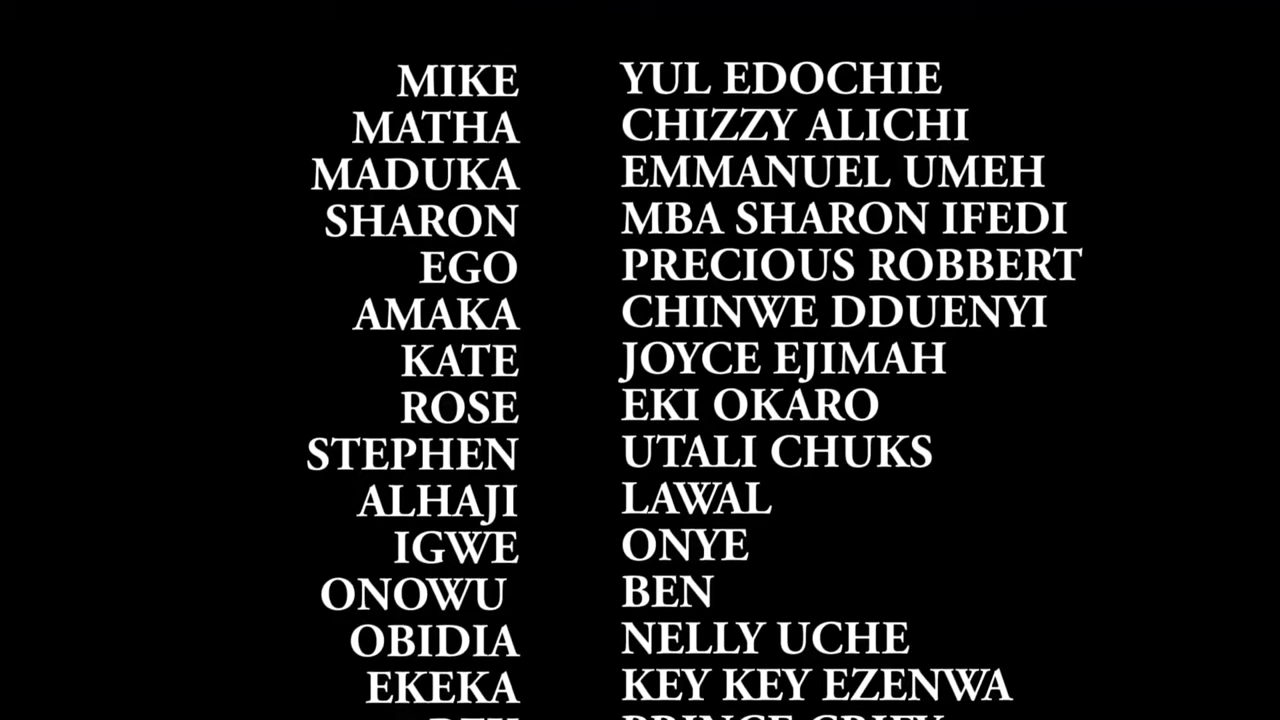 MIKE YUL EDOCHIE
MATHA CHIZZY ALICHI
MADUKA EMMANUEL UMEH
SHARON MBA SHARON IFEDI
EGO PRECIOUS ROBBERT
AMAKA CHINWE DDUENYI
KATE JOYCE EJIMAH
ROSE EKI OKARO
STEPHEN UTALI CHUKS
ALHAJI LAWAL
IGWE ONYE
ONOWU BEN
OBIDIA NELLY UCHE
EKEKA KEY KEY EZENWA
PRINCE